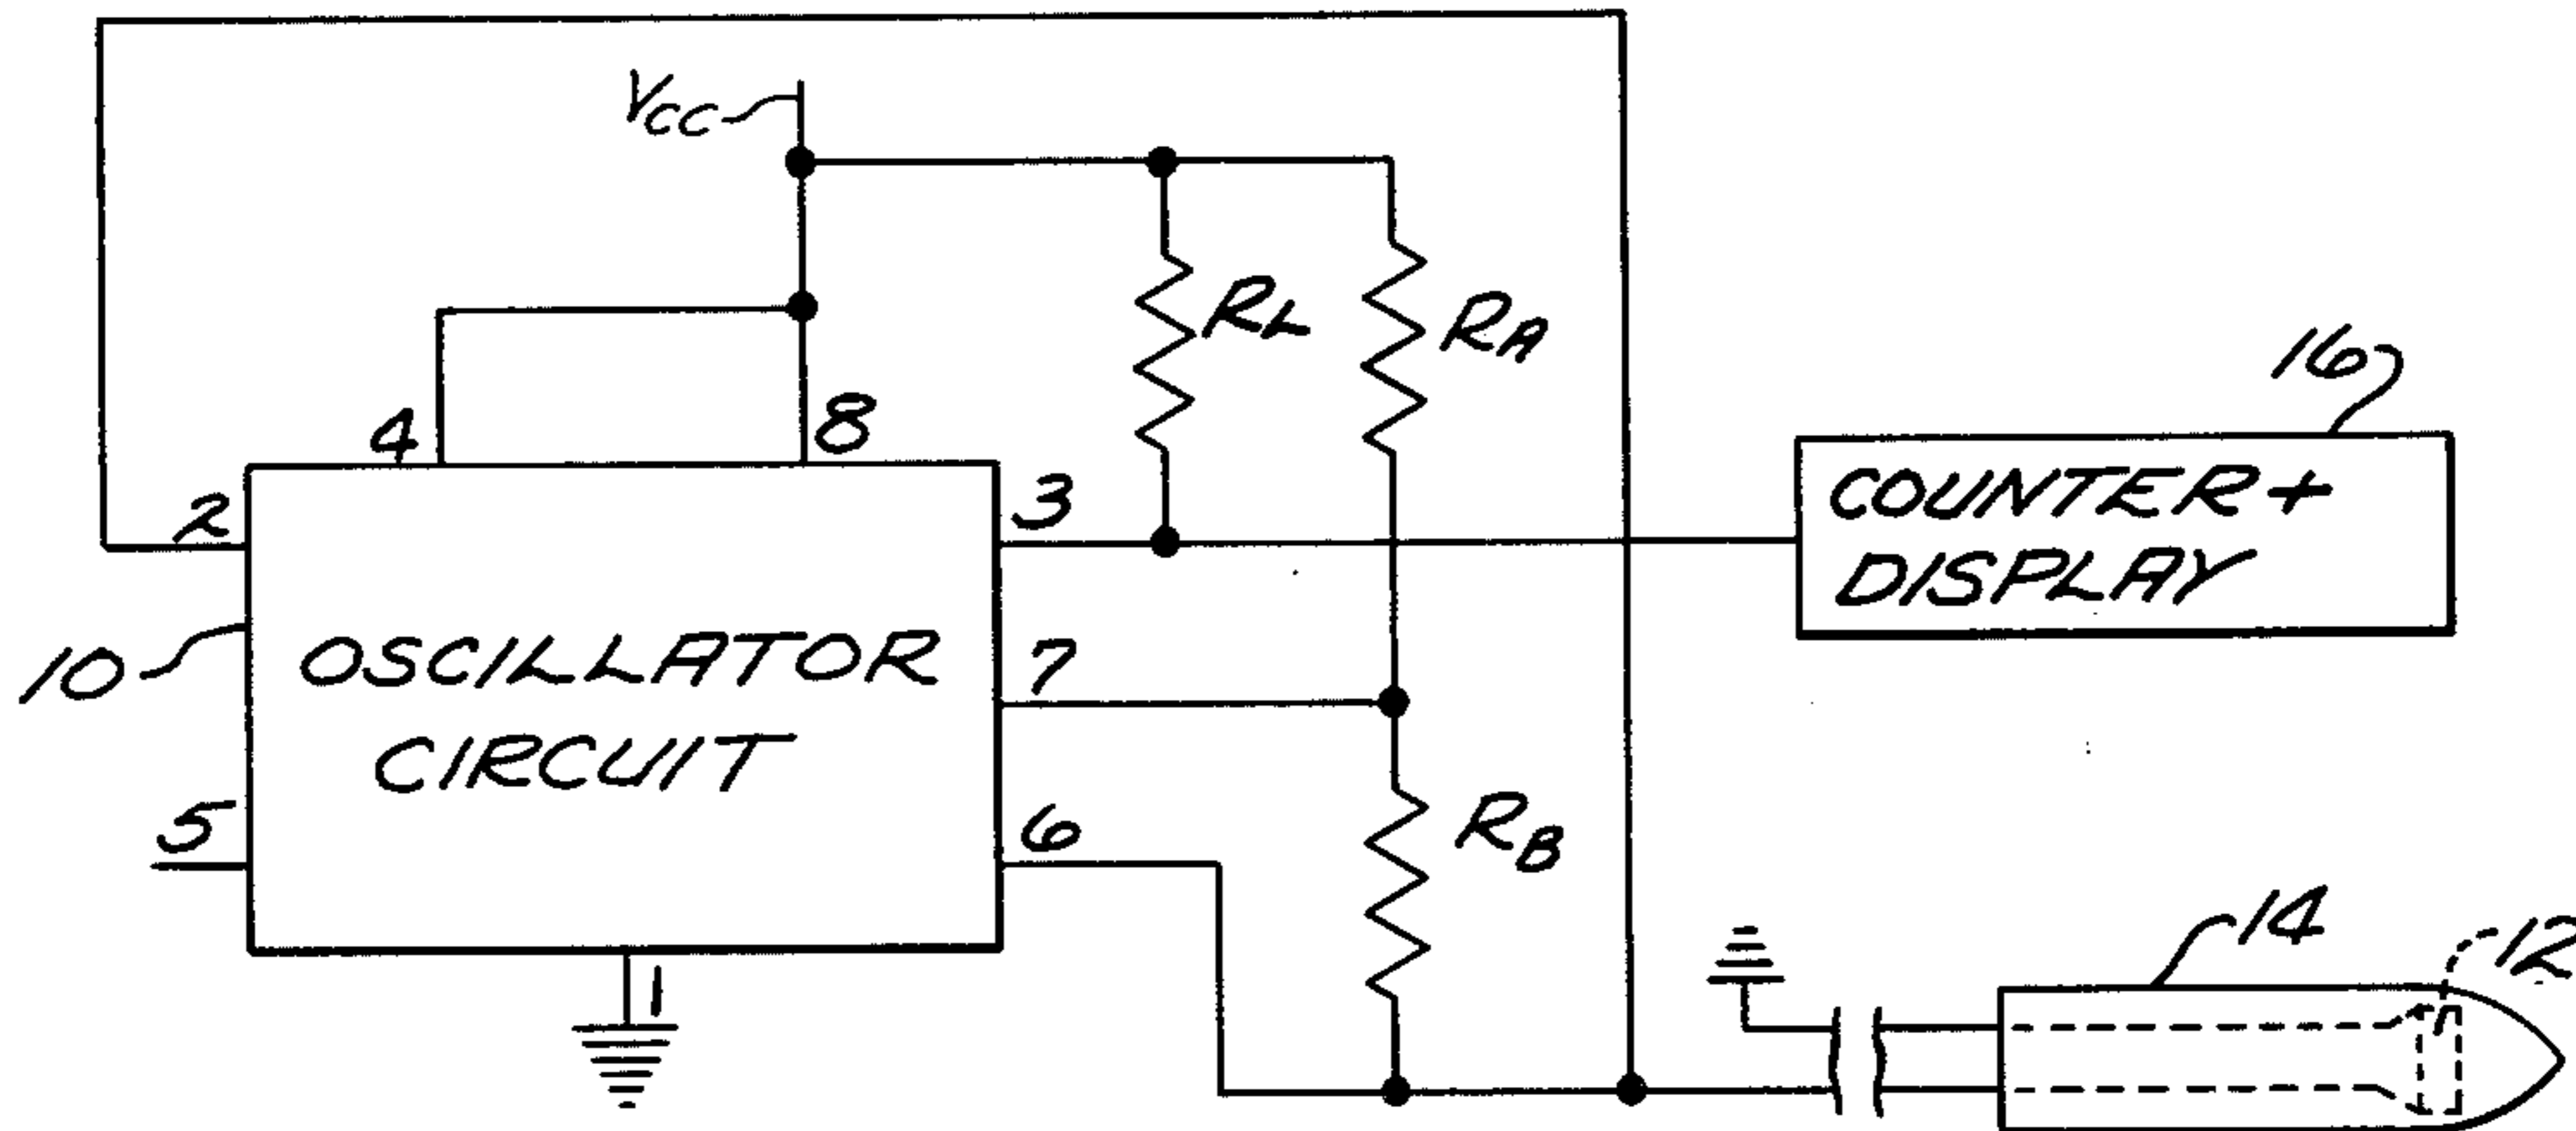 VCC
RL
RA
16
4
8
2
3
COUNTER +
DISPLAY
10
OSCILLATOR
CIRCUIT
7
5
6
RB
1
14
12